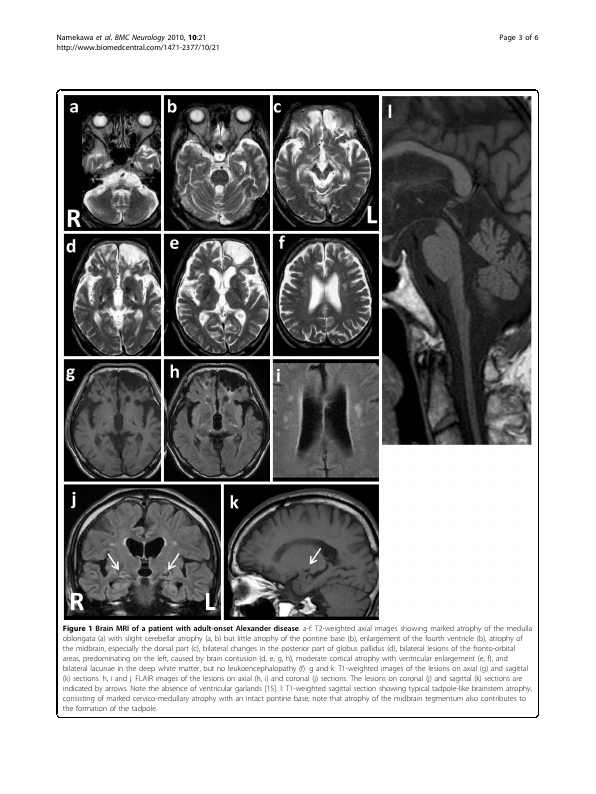 Namekawa et al. BMC Neurology 2010, 10:21
http://www.biomedcentral.com/1471-2377/10/21
Page 3 of 6
a b c l
R L
d e f
g h i
j k
R L
Figure 1 Brain MRI of a patient with adult-onset Alexander disease. a-f: T2-weighted axial images showing marked atrophy of the medulla
oblongata (a) with slight cerebellar atrophy (a, b) but little atrophy of the pontine base (b), enlargement of the fourth ventricle (b), atrophy of
the midbrain, especially the dorsal part (c), bilateral changes in the posterior part of globus pallidus (d), bilateral lesions of the fronto-orbital
areas, predominating on the left, caused by brain contusion (d, e, g, h), moderate cortical atrophy with ventricular enlargement (e, f), and
bilateral lacunae in the deep white matter, but no leukoencephalopathy (f). g and k: T1-weighted images of the lesions on axial (g) and sagittal
(k) sections. h, i and j: FLAIR images of the lesions on axial (h, i) and coronal (j) sections. The lesions on coronal (j) and sagittal (k) sections are
indicated by arrows. Note the absence of ventricular garlands [15]. l: T1-weighted sagittal section showing typical tadpole-like brainstem atrophy,
consisting of marked cervico-medullary atrophy with an intact pontine base; note that atrophy of the midbrain tegmentum also contributes to
the formation of the tadpole.